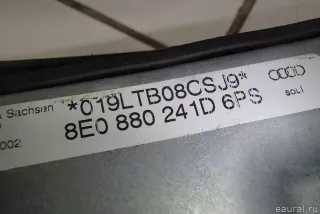 Sachsen
*019LTB08CSJ9*
8E0 880 241D 6PS
002
SOLI
eaural.ru